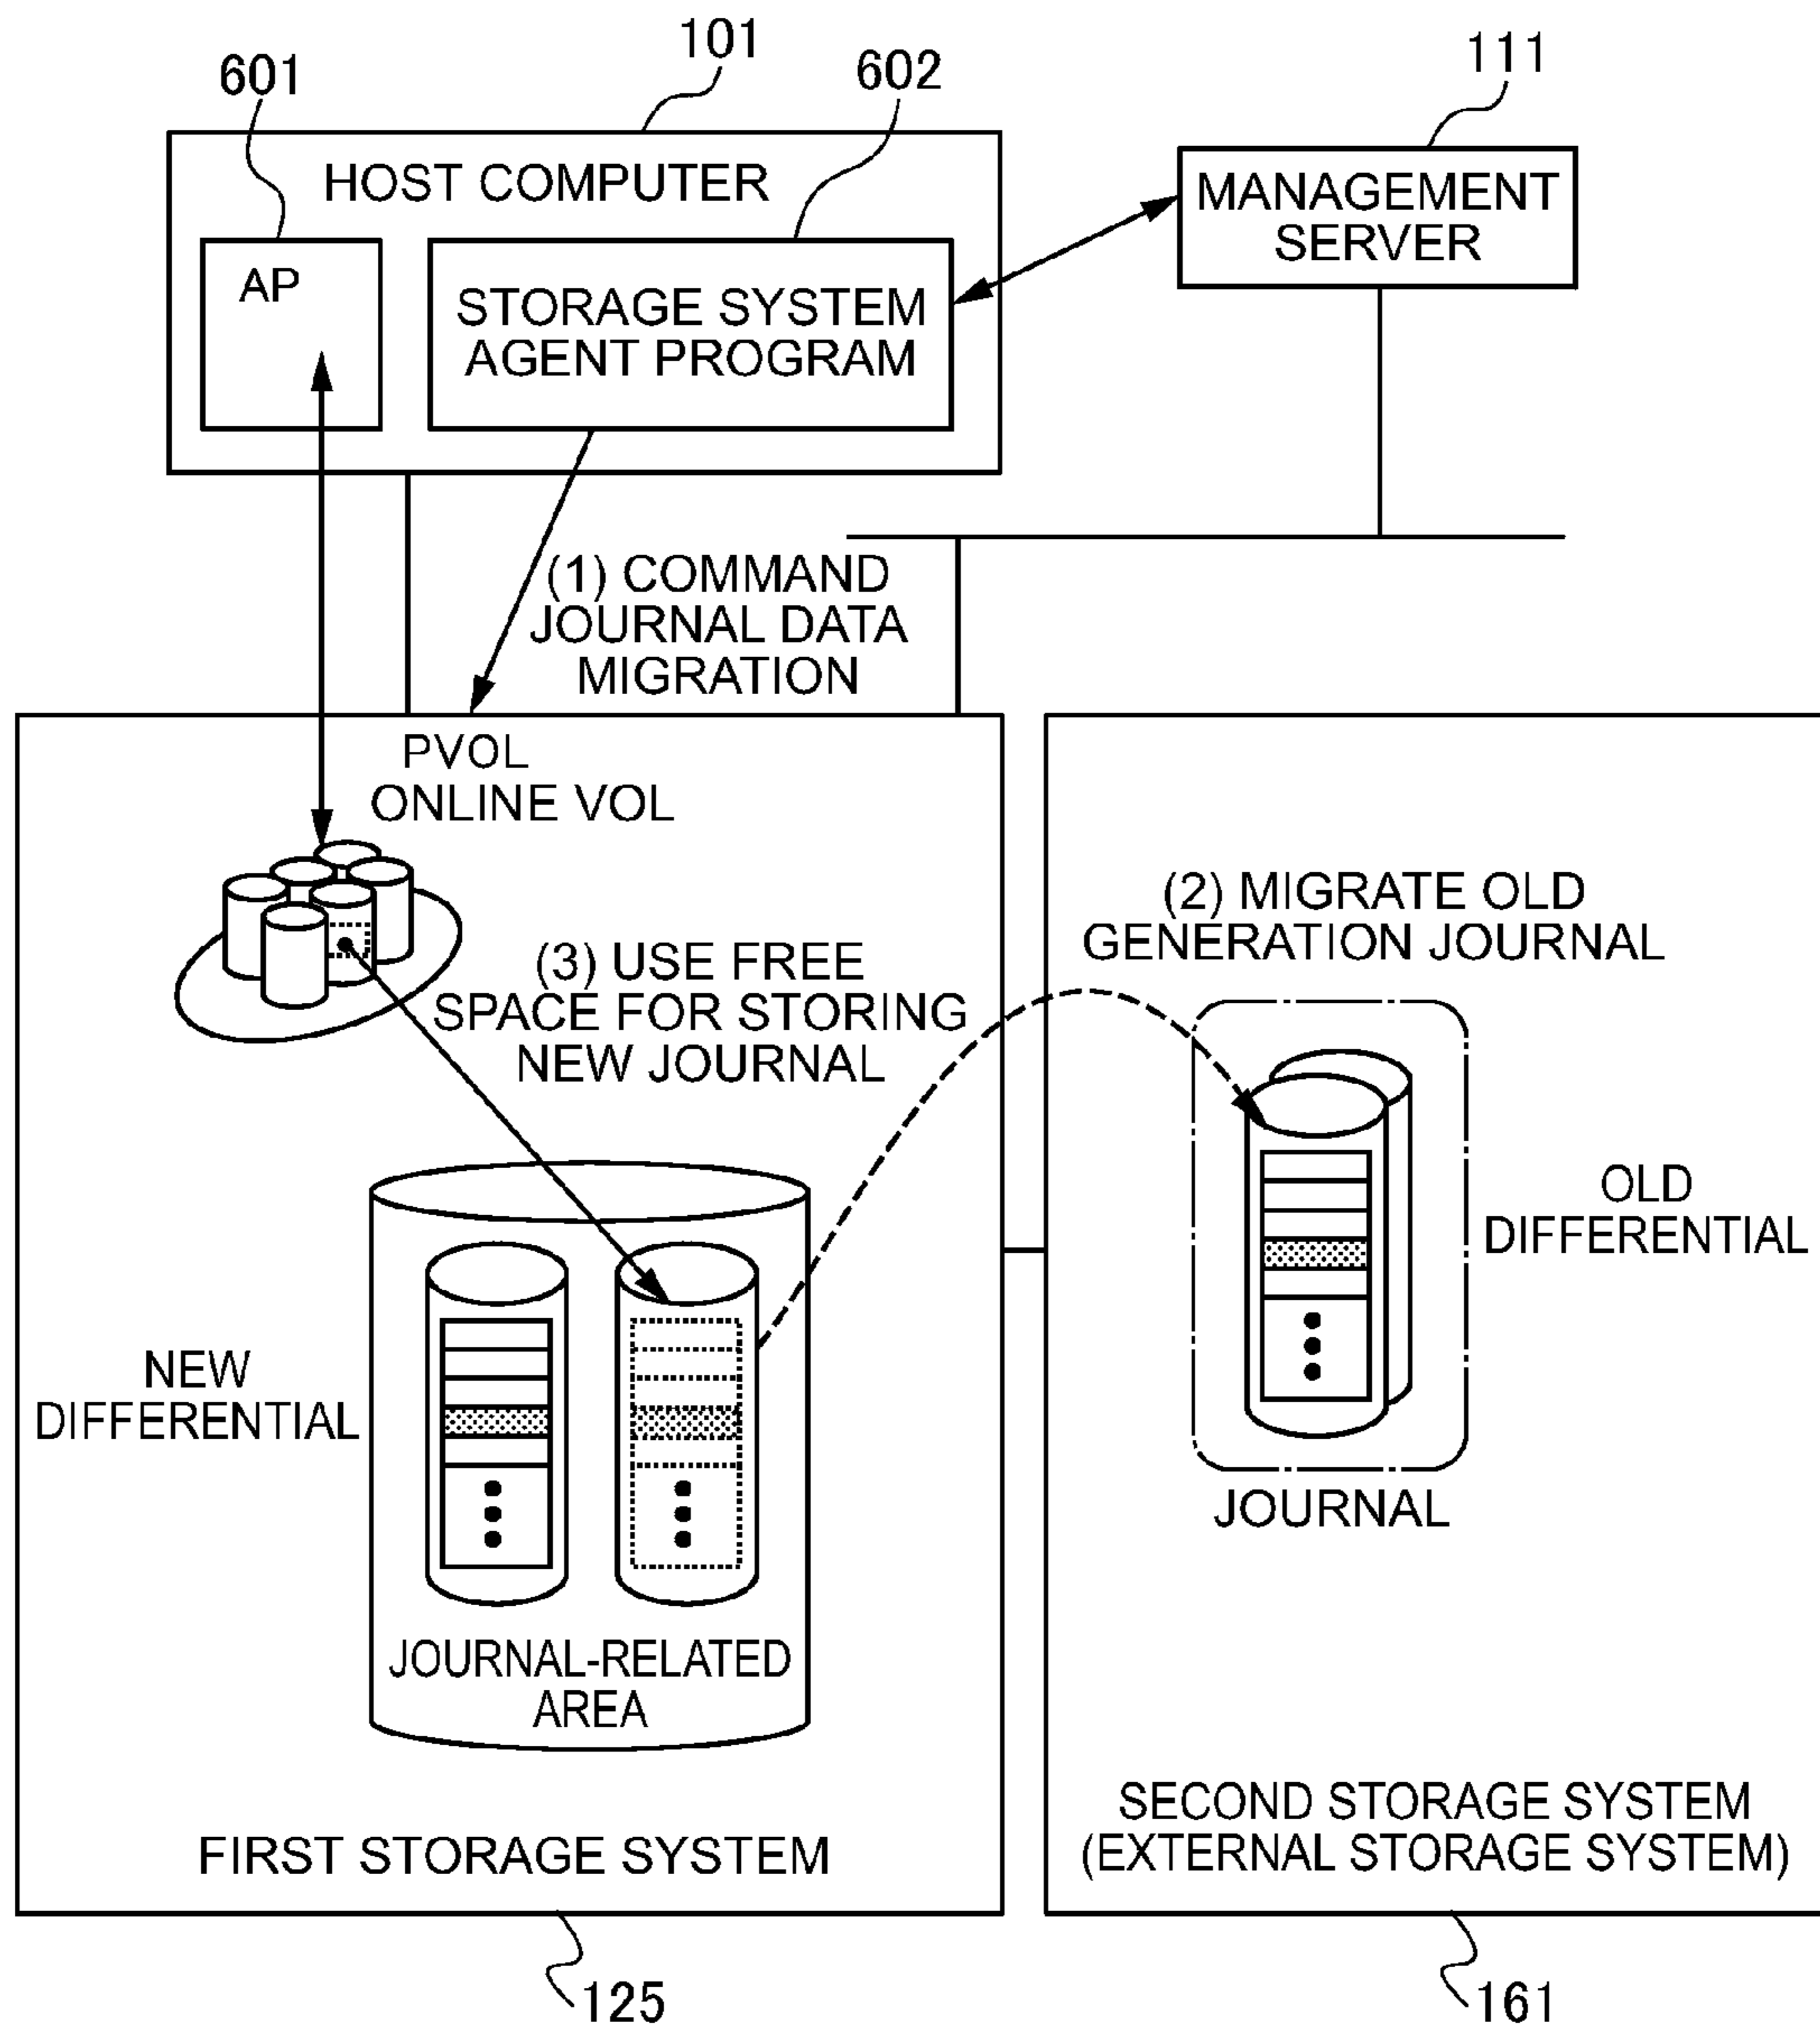 101
601
602
111
HOST COMPUTER
MANAGEMENT
SERVER
AP
STORAGE SYSTEM
AGENT PROGRAM
(1) COMMAND
JOURNAL DATA
MIGRATION
PVOL
ONLINE VOL
(2) MIGRATE OLD
GENERATION JOURNAL
(3) USE FREE
SPACE FOR STORING
NEW JOURNAL
OLD
DIFFERENTIAL
NEW
DIFFERENTIAL
JOURNAL
JOURNAL-RELATED
AREA
FIRST STORAGE SYSTEM
SECOND STORAGE SYSTEM
(EXTERNAL STORAGE SYSTEM)
125
161